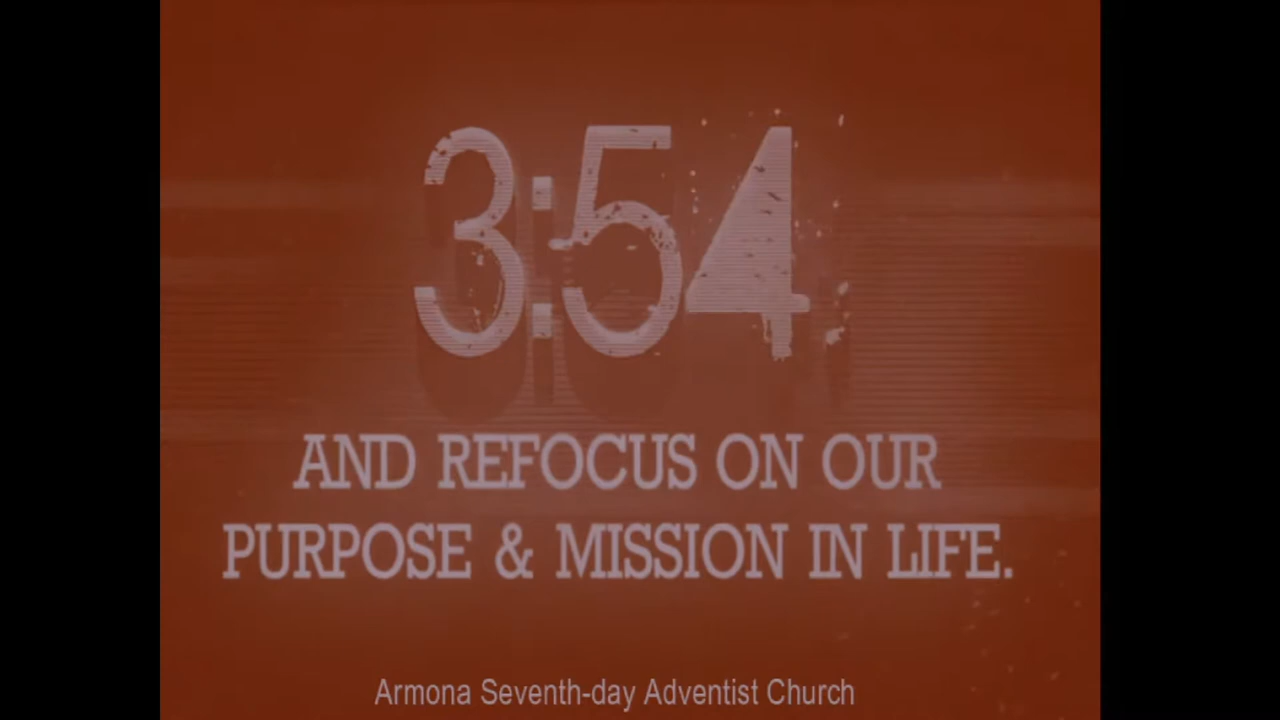 3:54
AND REFOCUS ON OUR
PURPOSE & MISSION IN LIFE.
Armona Seventh-day Adventist Church